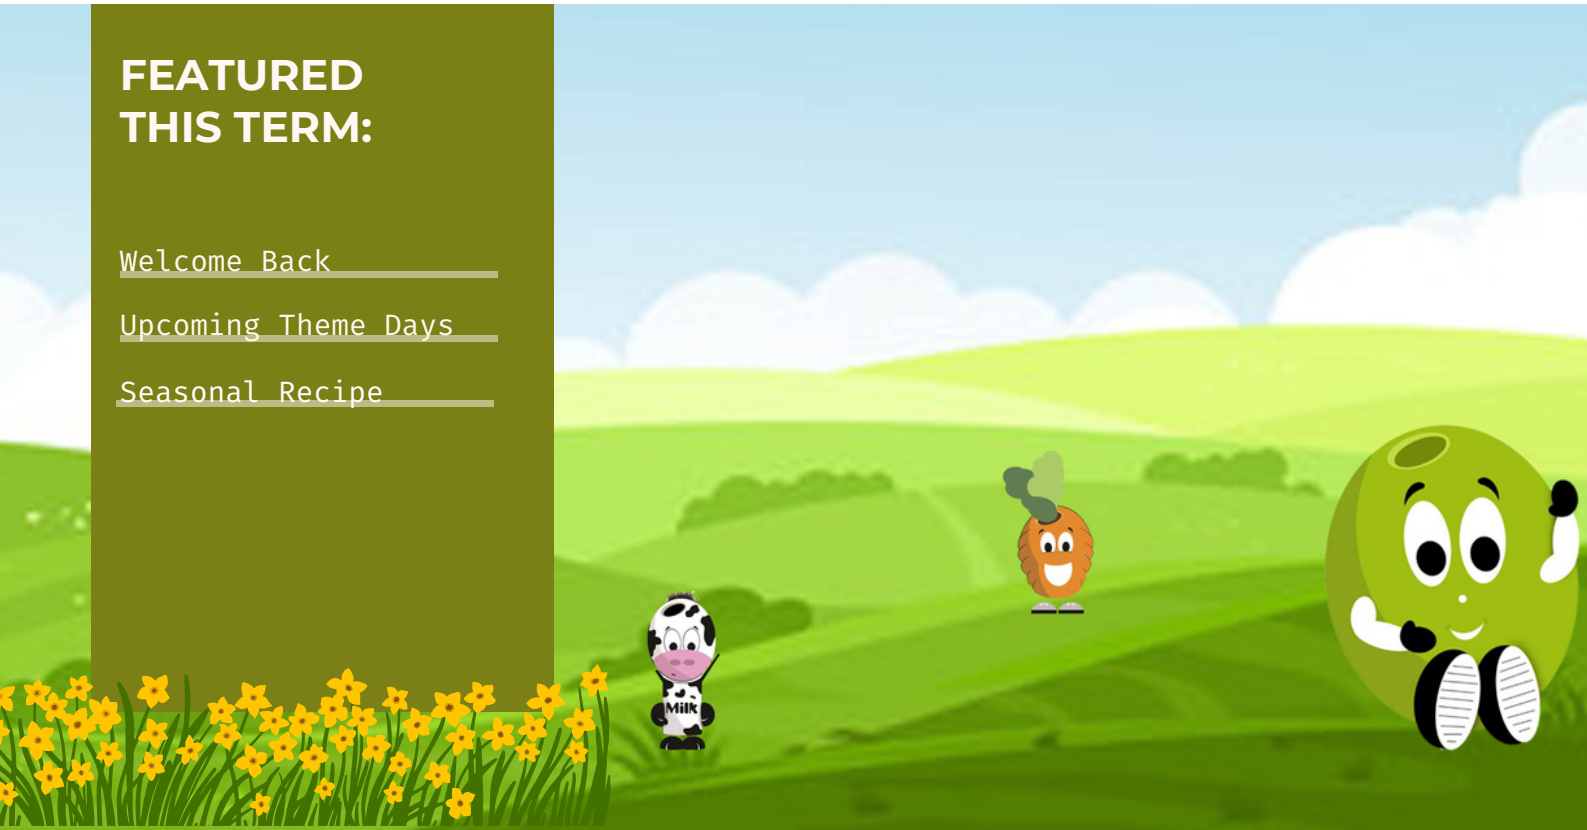 FEATURED
THIS TERM:
Welcome Back
Upcoming Theme Days
Seasonal Recipe
Milk